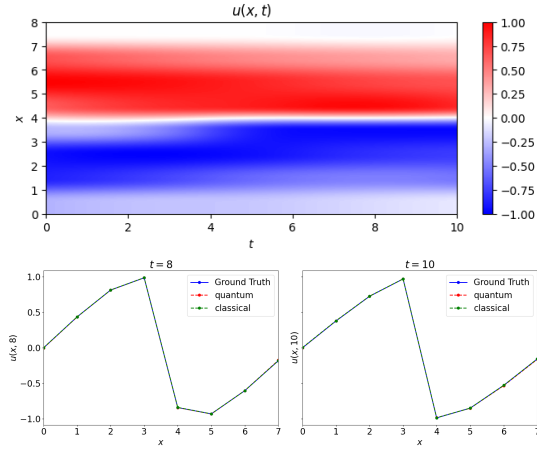 u(x, t)
8
7
6
5
4
3
2
1
0
x
0 2 4 6 8 10
t
1.00
0.75
0.50
0.25
0.00
−0.25
−0.50
−0.75
−1.00
t = 8
1.0
0.5
0.0
−0.5
−1.0
u(x, 8)
Ground Truth
quantum
classical
0 1 2 3 4 5 6 7
x
t = 10
u(x, 10)
Ground Truth
quantum
classical
0 1 2 3 4 5 6 7
x